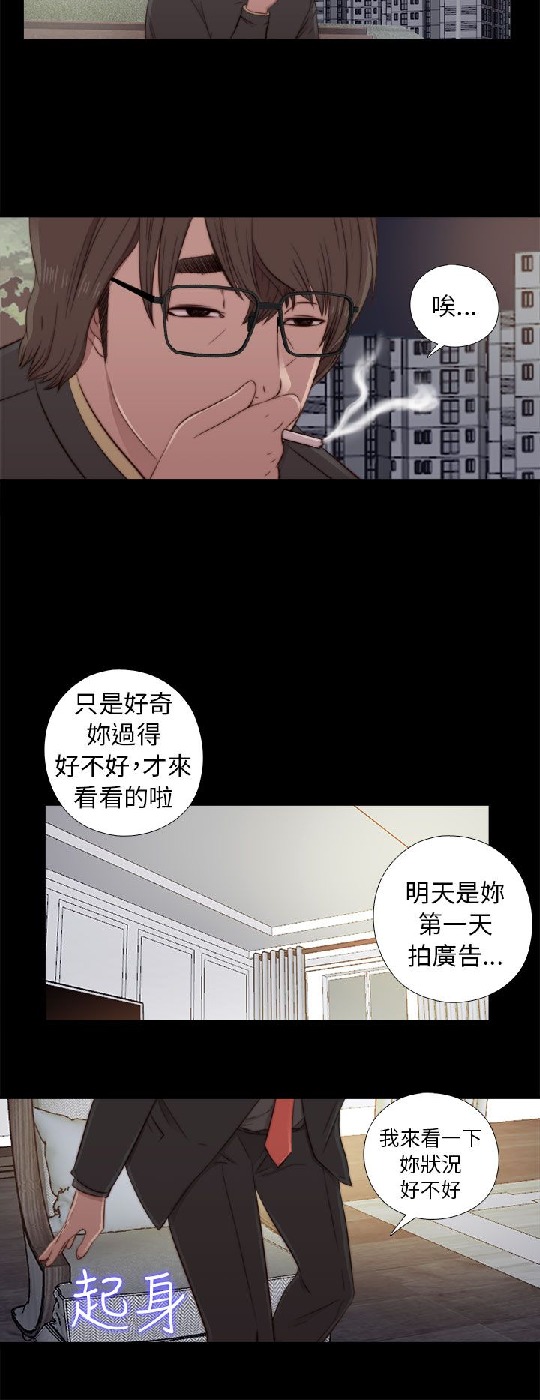 唉...
只是好奇
妳過得
好不好,才來
看看的啦
明天是妳
第一天
拍廣告...
我來看一下
妳狀況
好不好
起身